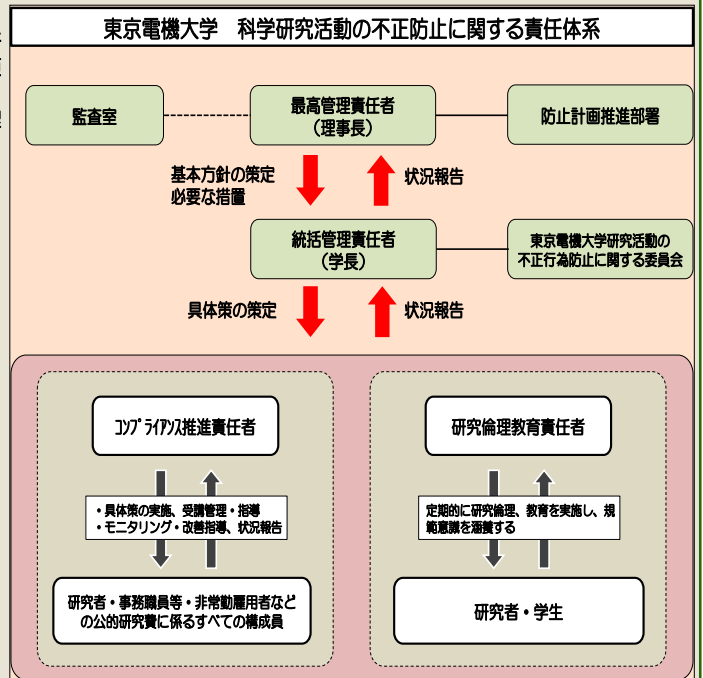 東京電機大学　科学研究活動の不正防止に関する責任体系
監査室
最高管理責任者
（理事長）
防止計画推進部署
基本方針の策定
必要な措置
状況報告
統括管理責任者
（学長）
東京電機大学研究活動の
不正行為防止に関する委員会
具体策の策定
状況報告
ｺﾝﾌﾟﾗｲｱﾝｽ推進責任者
・具体策の実施、受講管理・指導
・モニタリング・改善指導、状況報告
研究者・事務職員等・非常勤雇用者など
の公的研究費に係るすべての構成員
研究倫理教育責任者
定期的に研究倫理、教育を実施し、規
範意識を涵養する
研究者・学生